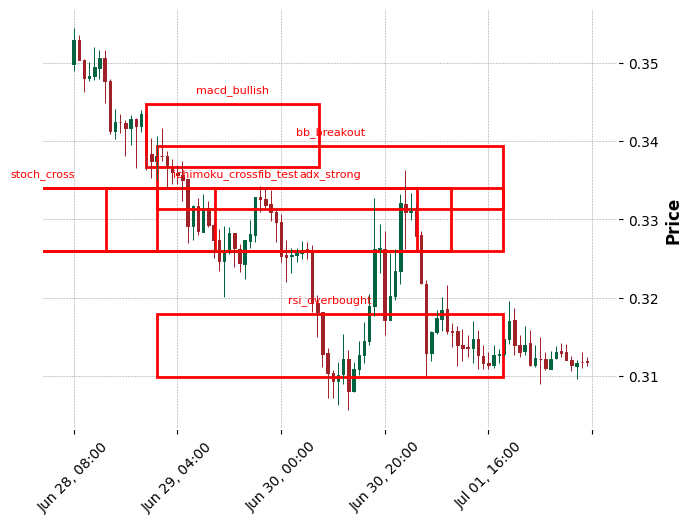 macd_bullish
bb_breakout
stoch_cross
ichimoku_cross
fib_test
adx_strong
rsi_overbought
0.35
0.34
0.33
0.32
0.31
Price
Jun 28, 08:00
Jun 29, 04:00
Jun 30, 00:00
Jun 30, 20:00
Jul 01, 16:00